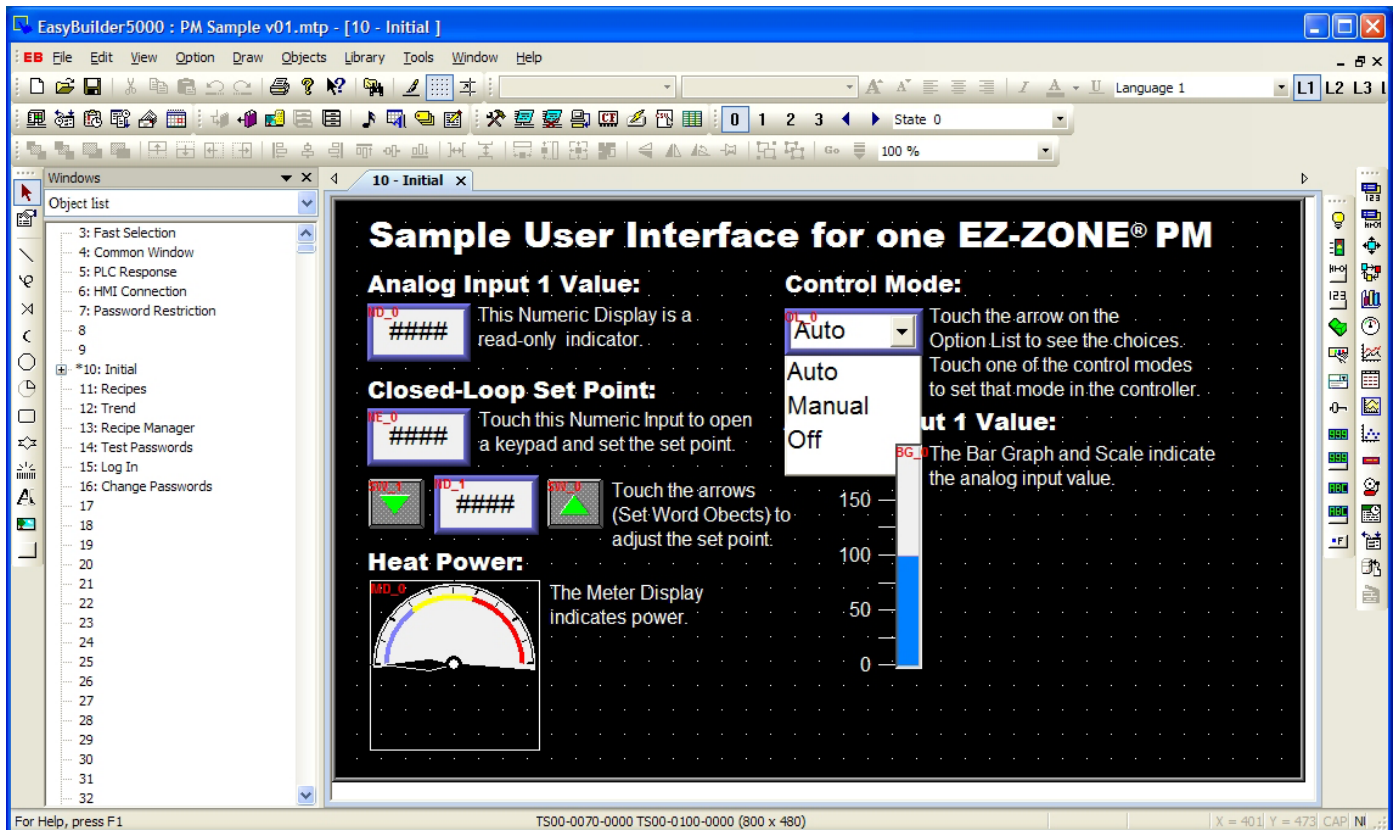 EasyBuilder5000 : PM Sample v01.mtp - [10 - Initial ]
EB File Edit View Option Draw Objects Library Tools Window Help
A A I A U Language 1 L1 L2 L3
0 1 2 3 State 0
Go 100 %
Windows
10 - Initial
Object list
3: Fast Selection
4: Common Window
5: PLC Response
6: HMI Connection
7: Password Restriction
8
9
*10: Initial
11: Recipes
12: Trend
13: Recipe Manager
14: Test Passwords
15: Log In
16: Change Passwords
17
18
19
20
21
22
23
24
25
26
27
28
29
30
31
32
Sample User Interface for one EZ-ZONE® PM
Analog Input 1 Value:
ND_0
####
This Numeric Display is a
read-only indicator.
Closed-Loop Set Point:
NE_0
####
Touch this Numeric Input to open
a keypad and set the set point.
SW_1
ND_1
####
SW_0
Touch the arrows
(Set Word Obects) to
adjust the set point.
Heat Power:
MD_0
The Meter Display
indicates power.
Control Mode:
OL_0
Auto
Auto
Manual
Off
Touch the arrow on the
Option List to see the choices.
Touch one of the control modes
to set that mode in the controller.
ut 1 Value:
BG_0
The Bar Graph and Scale indicate
the analog input value.
150
100
50
0
For Help, press F1
TS00-0070-0000 TS00-0100-0000 (800 x 480)
X = 401 Y = 473 CAP